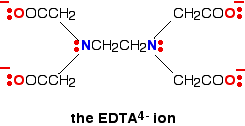 −:OOCCH₂ CH₂COO:−
:NCH₂CH₂N:
−:OOCCH₂ CH₂COO:−
the EDTA⁴⁻ ion